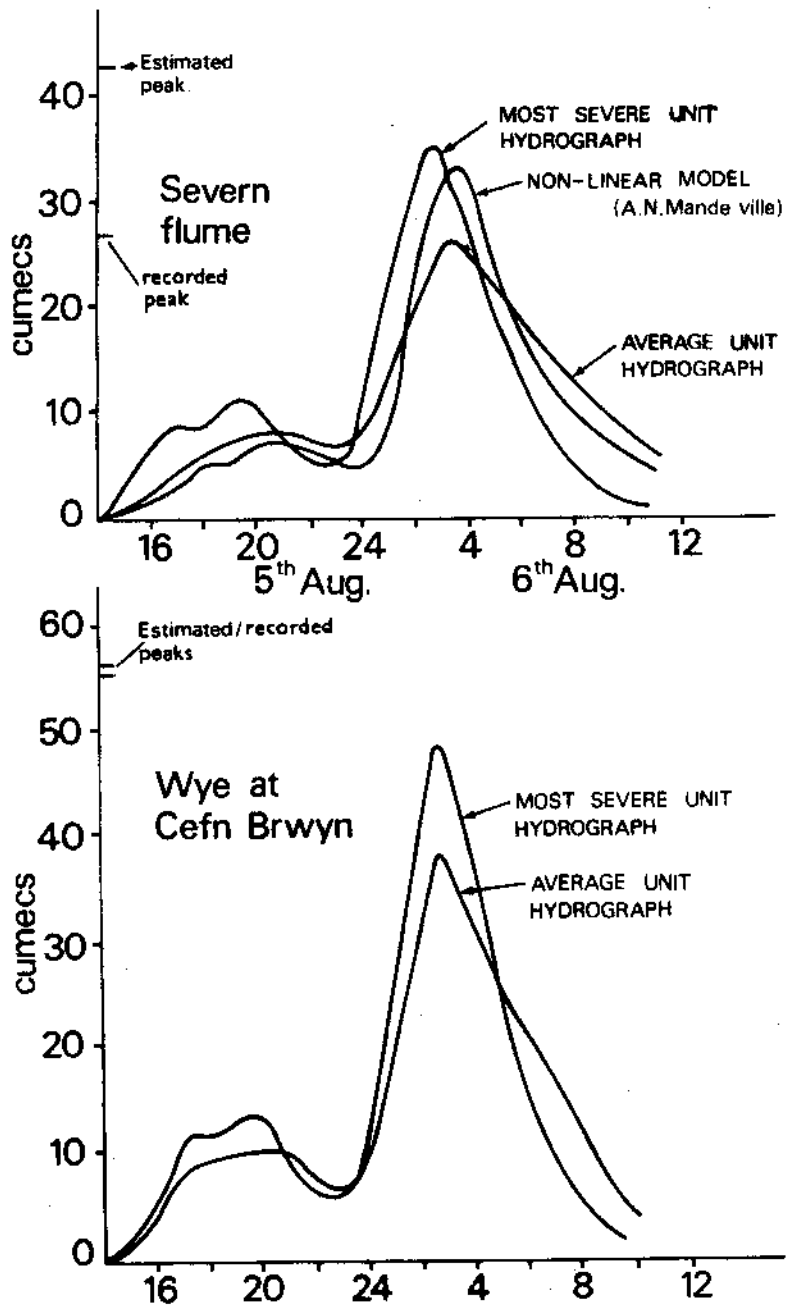 Estimated
peak
40
MOST SEVERE UNIT
HYDROGRAPH
Severn
flume
NON-LINEAR MODEL
(A.N.Mande ville)
30
recorded
peak
cumecs
20
AVERAGE UNIT
HYDROGRAPH
10
0
16 20 24 4 8 12
5th Aug. 6th Aug.
60
Estimated/recorded
peaks
50
Wye at
Cefn Brwyn
MOST SEVERE UNIT
HYDROGRAPH
40
AVERAGE UNIT
HYDROGRAPH
cumecs
30
20
10
0
16 20 24 4 8 12